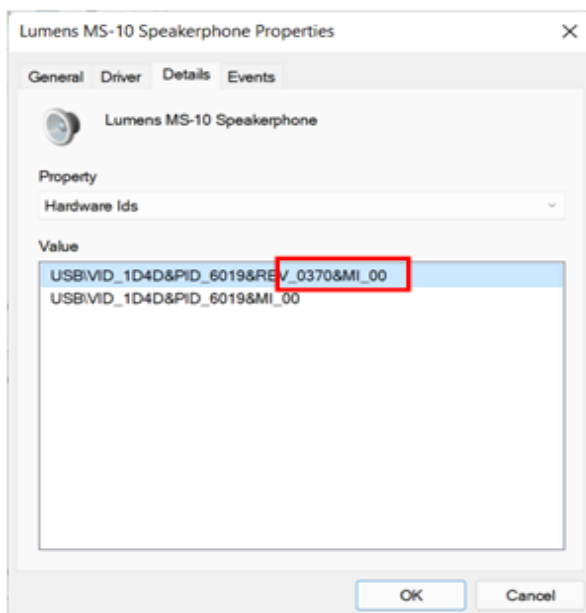 Lumens MS-10 Speakerphone Properties
General Driver Details Events
Lumens MS-10 Speakerphone
Property
Hardware Ids
Value
USB\VID_1D4D&PID_6019&REV_0370&MI_00
USB\VID_1D4D&PID_6019&MI_00
OK Cancel